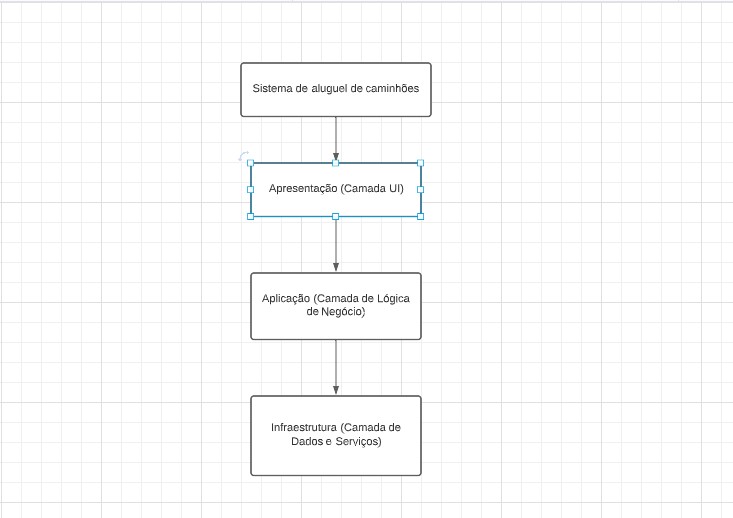 Sistema de aluguel de caminhões
Apresentação (Camada UI)
Aplicação (Camada de Lógica
de Negócio)
Infraestrutura (Camada de
Dados e Serviços)